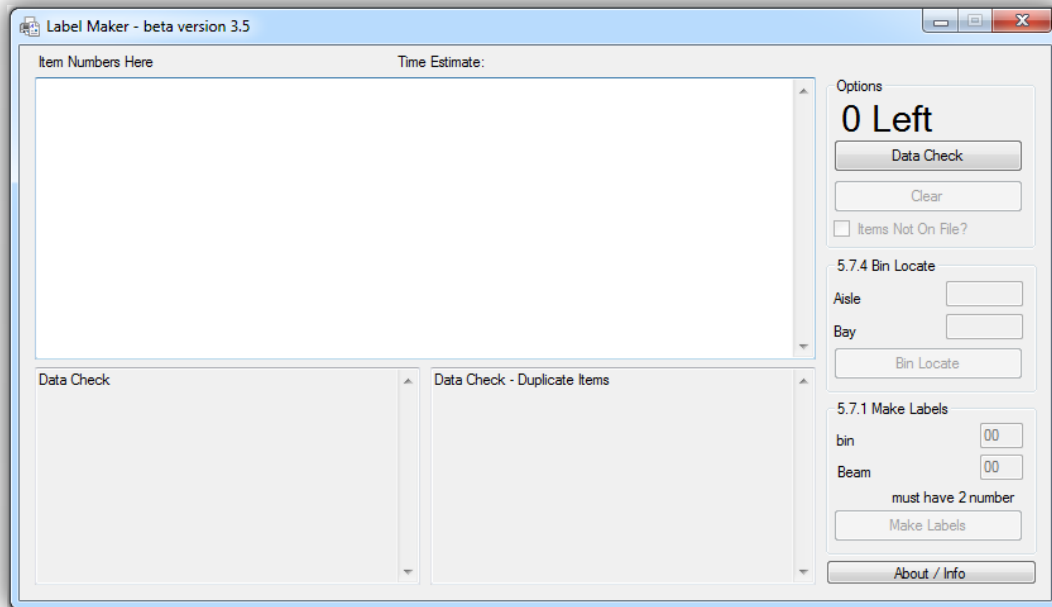 Label Maker - beta version 3.5
Item Numbers Here
Time Estimate:
Options
0 Left
Data Check
Clear
Items Not On File?
5.7.4 Bin Locate
Aisle
Bay
Bin Locate
Data Check
Data Check - Duplicate Items
5.7.1 Make Labels
bin 00
Beam 00
must have 2 number
Make Labels
About / Info